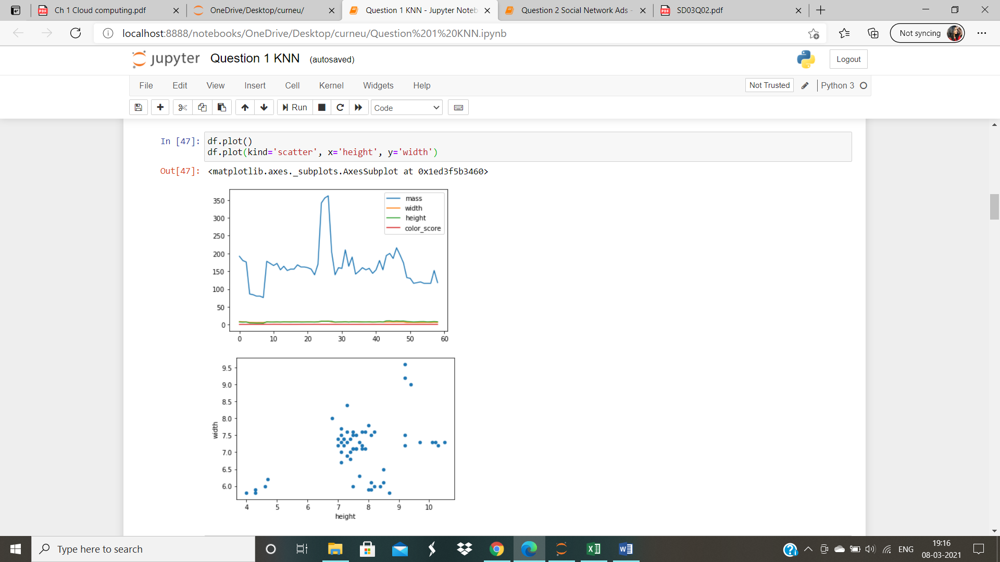 Ch 1 Cloud computing.pdf
OneDrive/Desktop/curneu/
Question 1 KNN - Jupyter Noteb
Question 2 Social Network Ads -
SD03Q02.pdf
localhost:8888/notebooks/OneDrive/Desktop/curneu/Question%201%20KNN.ipynb
Not syncing
jupyter Question 1 KNN (autosaved)
Logout
File Edit View Insert Cell Kernel Widgets Help
Not Trusted Python 3
Run Code
In [47]: df.plot()
df.plot(kind='scatter', x='height', y='width')
Out[47]: <matplotlib.axes._subplots.AxesSubplot at 0x1ed3f5b3460>
350
300
250
200
150
100
50
0
mass
width
height
color_score
0 10 20 30 40 50 60
9.5
9.0
8.5
8.0
7.5
7.0
6.5
6.0
width
4 5 6 7 8 9 10
height
Type here to search
ENG
19:16
08-03-2021